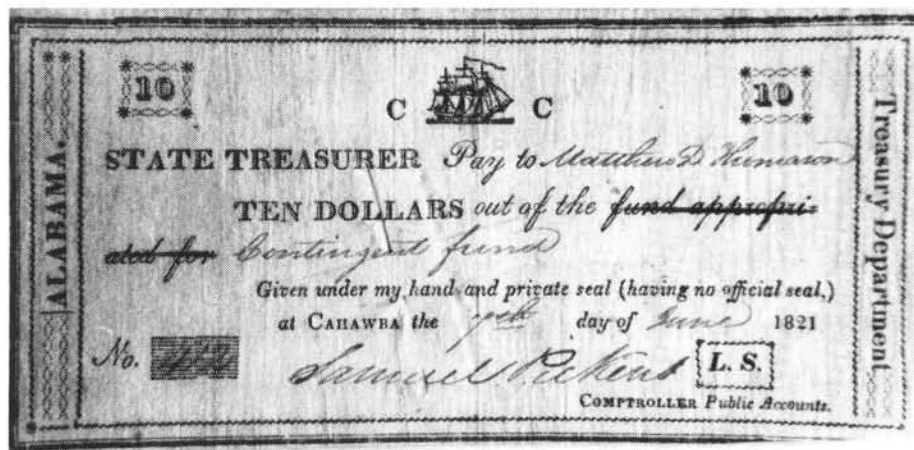 10 C C 10
STATE TREASURER Pay to Matthew D. Humason
TEN DOLLARS out of the fund appropri-
ated for Contingent fund
Given under my hand and private seal (having no official seal,)
at CAHAWBA the 7th day of June 1821
No.
Samuel Pickens L. S.
COMPTROLLER Public Accounts.
ALABAMA.
Treasury Department.